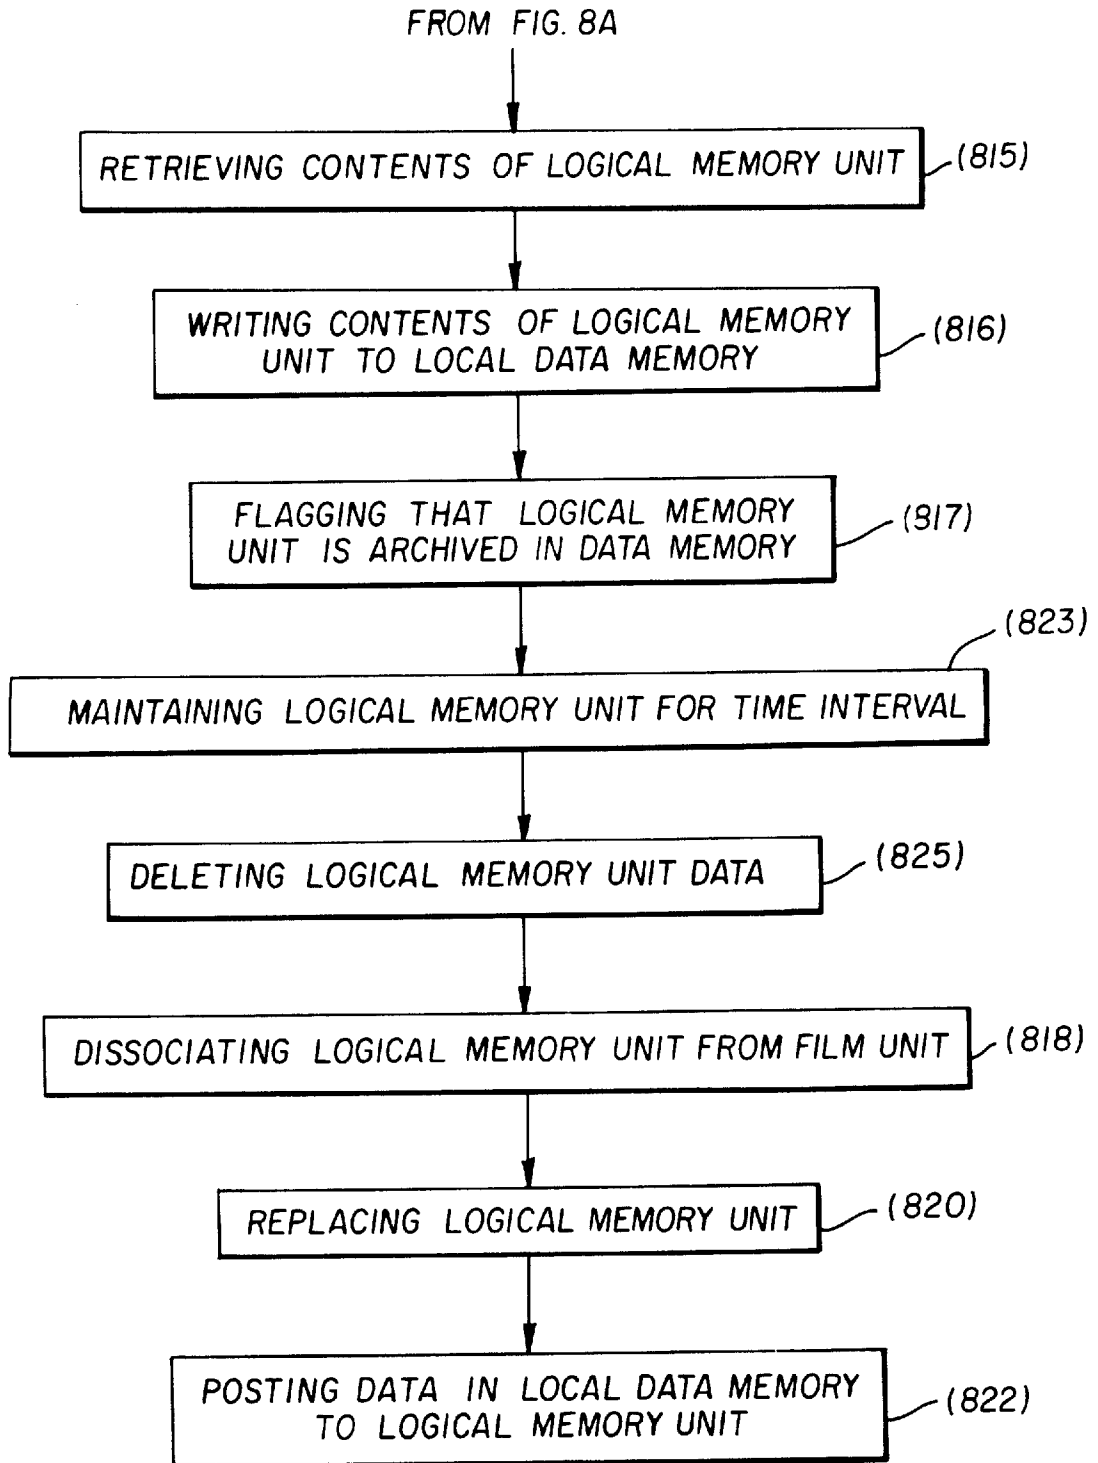 FROM FIG. 8A
RETRIEVING CONTENTS OF LOGICAL MEMORY UNIT
(815)
WRITING CONTENTS OF LOGICAL MEMORY
UNIT TO LOCAL DATA MEMORY
(816)
FLAGGING THAT LOGICAL MEMORY
UNIT IS ARCHIVED IN DATA MEMORY
(817)
(823)
MAINTAINING LOGICAL MEMORY UNIT FOR TIME INTERVAL
DELETING LOGICAL MEMORY UNIT DATA
(825)
DISSOCIATING LOGICAL MEMORY UNIT FROM FILM UNIT
(818)
REPLACING LOGICAL MEMORY UNIT
(820)
POSTING DATA IN LOCAL DATA MEMORY
TO LOGICAL MEMORY UNIT
(822)